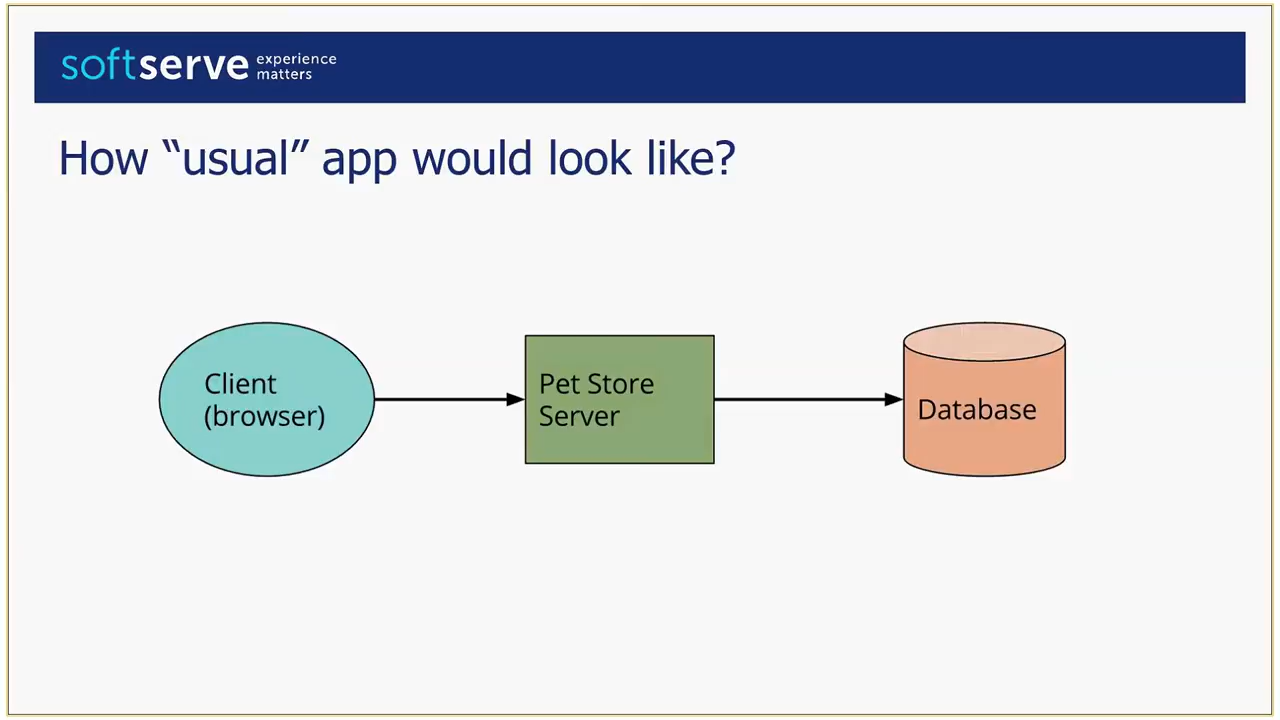 softserve experience
matters
How “usual” app would look like?
Client
(browser)
Pet Store
Server
Database